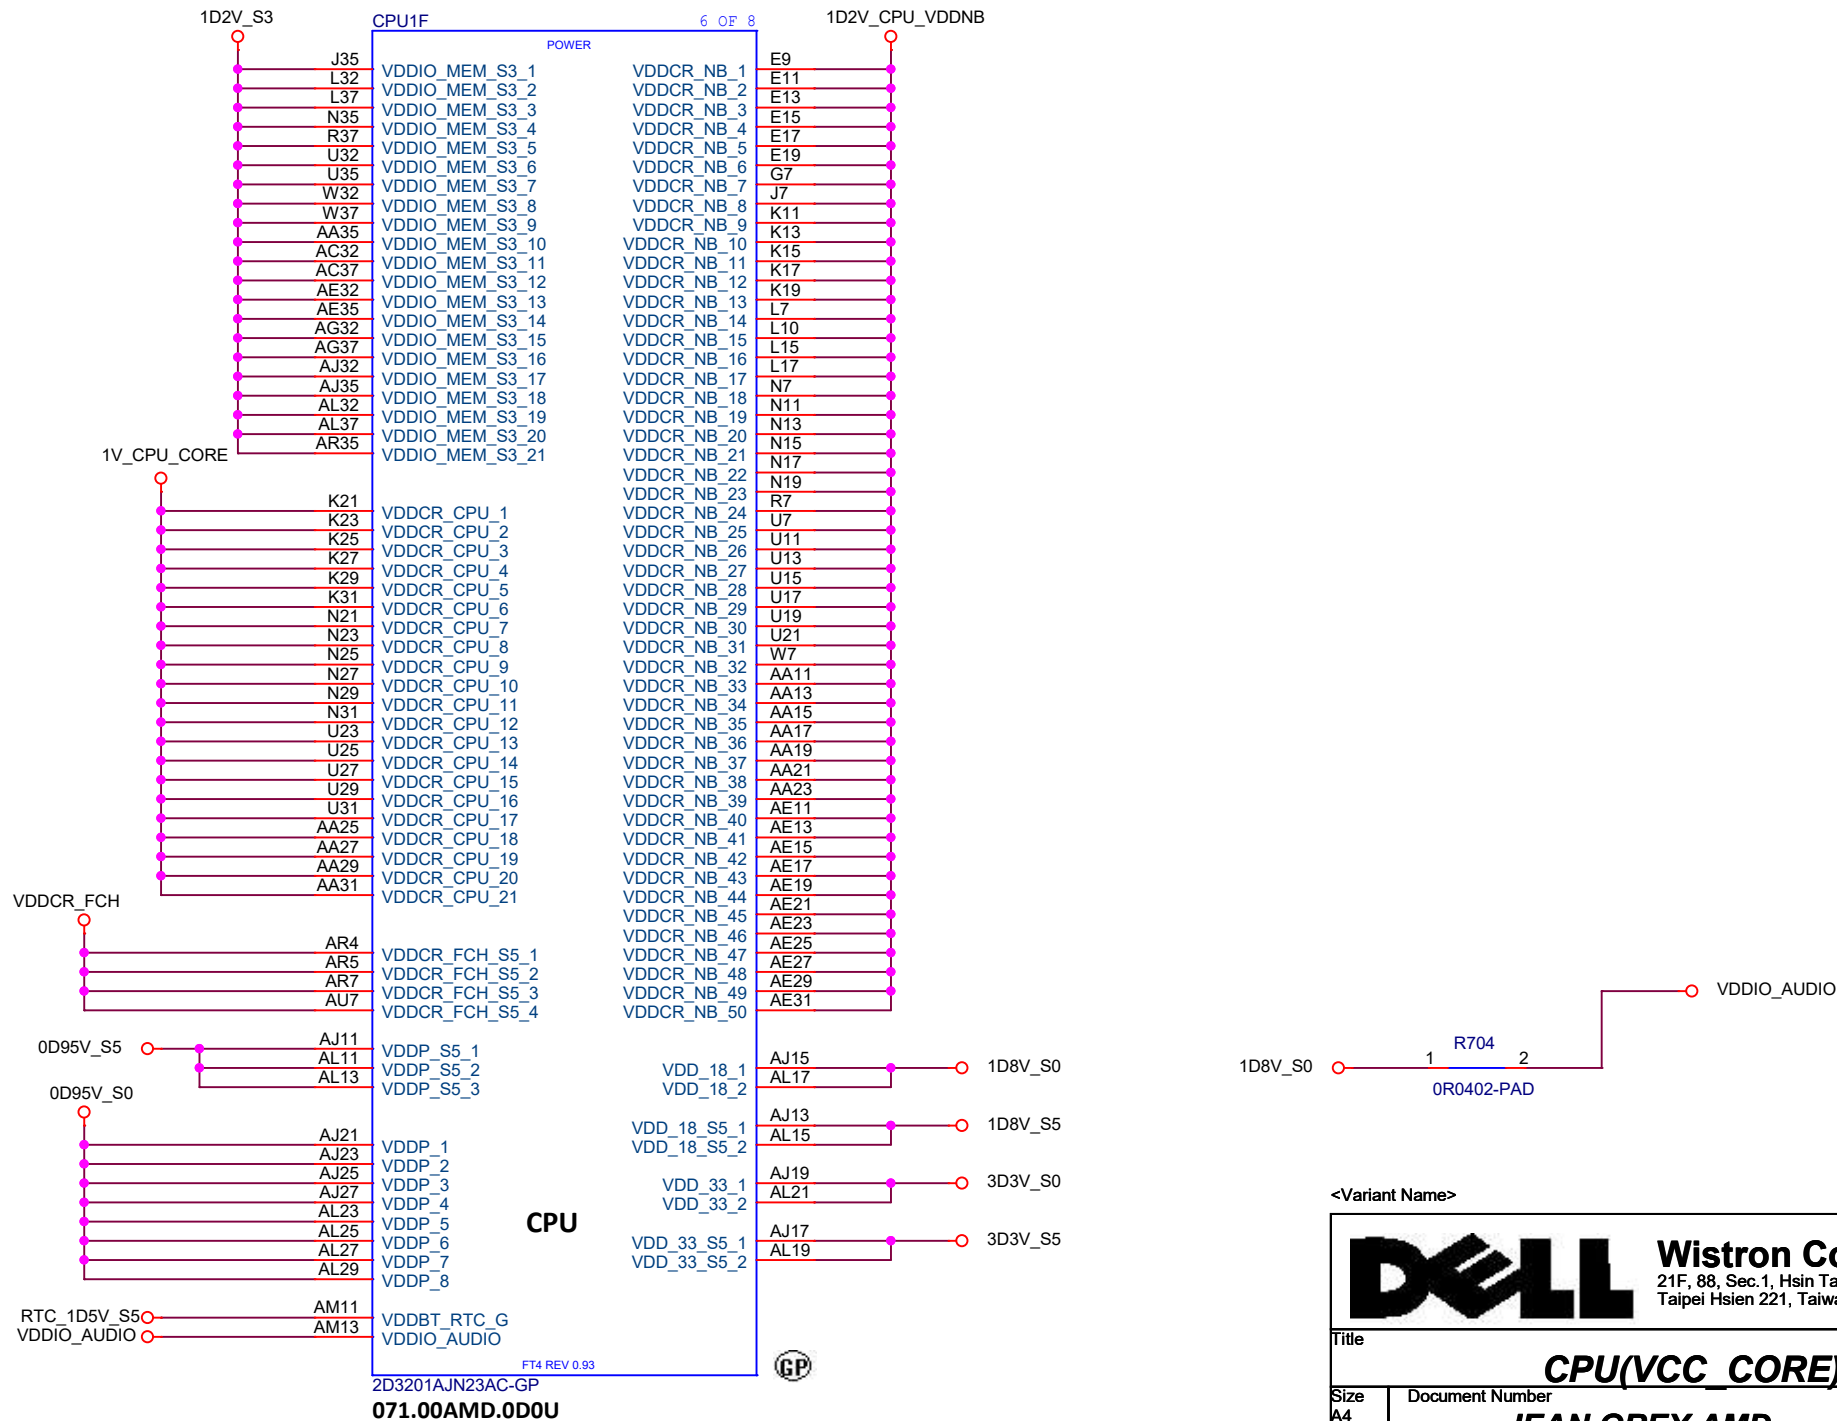 1D2V_S3
CPU1F
6 OF 8
1D2V_CPU_VDDNB
POWER
J35 VDDIO_MEM_S3_1 VDDCR_NB_1 E9
L32 VDDIO_MEM_S3_2 VDDCR_NB_2 E11
L37 VDDIO_MEM_S3_3 VDDCR_NB_3 E13
N35 VDDIO_MEM_S3_4 VDDCR_NB_4 E15
R37 VDDIO_MEM_S3_5 VDDCR_NB_5 E17
U32 VDDIO_MEM_S3_6 VDDCR_NB_6 E19
U35 VDDIO_MEM_S3_7 VDDCR_NB_7 G7
W32 VDDIO_MEM_S3_8 VDDCR_NB_8 J7
W37 VDDIO_MEM_S3_9 VDDCR_NB_9 K11
AA35 VDDIO_MEM_S3_10 VDDCR_NB_10 K13
AC32 VDDIO_MEM_S3_11 VDDCR_NB_11 K15
AC37 VDDIO_MEM_S3_12 VDDCR_NB_12 K17
AE32 VDDIO_MEM_S3_13 VDDCR_NB_13 K19
AE35 VDDIO_MEM_S3_14 VDDCR_NB_14 L7
AG32 VDDIO_MEM_S3_15 VDDCR_NB_15 L10
AG37 VDDIO_MEM_S3_16 VDDCR_NB_16 L15
AJ32 VDDIO_MEM_S3_17 VDDCR_NB_17 L17
AJ35 VDDIO_MEM_S3_18 VDDCR_NB_18 N7
AL32 VDDIO_MEM_S3_19 VDDCR_NB_19 N11
AL37 VDDIO_MEM_S3_20 VDDCR_NB_20 N13
AR35 VDDIO_MEM_S3_21 VDDCR_NB_21 N15
1V_CPU_CORE
VDDCR_NB_22 N17
VDDCR_NB_23 N19
K21 VDDCR_CPU_1 VDDCR_NB_24 R7
K23 VDDCR_CPU_2 VDDCR_NB_25 U7
K25 VDDCR_CPU_3 VDDCR_NB_26 U11
K27 VDDCR_CPU_4 VDDCR_NB_27 U13
K29 VDDCR_CPU_5 VDDCR_NB_28 U15
K31 VDDCR_CPU_6 VDDCR_NB_29 U17
N21 VDDCR_CPU_7 VDDCR_NB_30 U19
N23 VDDCR_CPU_8 VDDCR_NB_31 U21
N25 VDDCR_CPU_9 VDDCR_NB_32 W7
N27 VDDCR_CPU_10 VDDCR_NB_33 AA11
N29 VDDCR_CPU_11 VDDCR_NB_34 AA13
N31 VDDCR_CPU_12 VDDCR_NB_35 AA15
U23 VDDCR_CPU_13 VDDCR_NB_36 AA17
U25 VDDCR_CPU_14 VDDCR_NB_37 AA19
U27 VDDCR_CPU_15 VDDCR_NB_38 AA21
U29 VDDCR_CPU_16 VDDCR_NB_39 AA23
U31 VDDCR_CPU_17 VDDCR_NB_40 AE11
AA25 VDDCR_CPU_18 VDDCR_NB_41 AE13
AA27 VDDCR_CPU_19 VDDCR_NB_42 AE15
AA29 VDDCR_CPU_20 VDDCR_NB_43 AE17
AA31 VDDCR_CPU_21 VDDCR_NB_44 AE19
VDDCR_FCH
VDDCR_NB_45 AE21
VDDCR_NB_46 AE23
AR4 VDDCR_FCH_S5_1 VDDCR_NB_47 AE25
AR5 VDDCR_FCH_S5_2 VDDCR_NB_48 AE27
AR7 VDDCR_FCH_S5_3 VDDCR_NB_49 AE29
AU7 VDDCR_FCH_S5_4 VDDCR_NB_50 AE31
VDDIO_AUDIO
0D95V_S5 AJ11 VDDP_S5_1
AL11 VDDP_S5_2 VDD_18_1 AJ15 1D8V_S0
AL13 VDDP_S5_3 VDD_18_2 AL17
1D8V_S0 1 R704 2
0R0402-PAD
0D95V_S0
VDD_18_S5_1 AJ13 1D8V_S5
AJ21 VDDP_1 VDD_18_S5_2 AL15
AJ23 VDDP_2
AJ25 VDDP_3 VDD_33_1 AJ19 3D3V_S0
AJ27 VDDP_4 VDD_33_2 AL21
AL23 VDDP_5
AL25 VDDP_6 VDD_33_S5_1 AJ17 3D3V_S5
AL27 VDDP_7 VDD_33_S5_2 AL19
AL29 VDDP_8
CPU
RTC_1D5V_S5 AM11 VDDBT_RTC_G
VDDIO_AUDIO AM13 VDDIO_AUDIO
FT4 REV 0.93
GP
2D3201AJN23AC-GP
071.00AMD.0D0U
<Variant Name>
DELL
Wistron Co
21F, 88, Sec.1, Hsin Ta
Taipei Hsien 221, Taiwa
Title
CPU(VCC_CORE)
Size
Document Number
A4